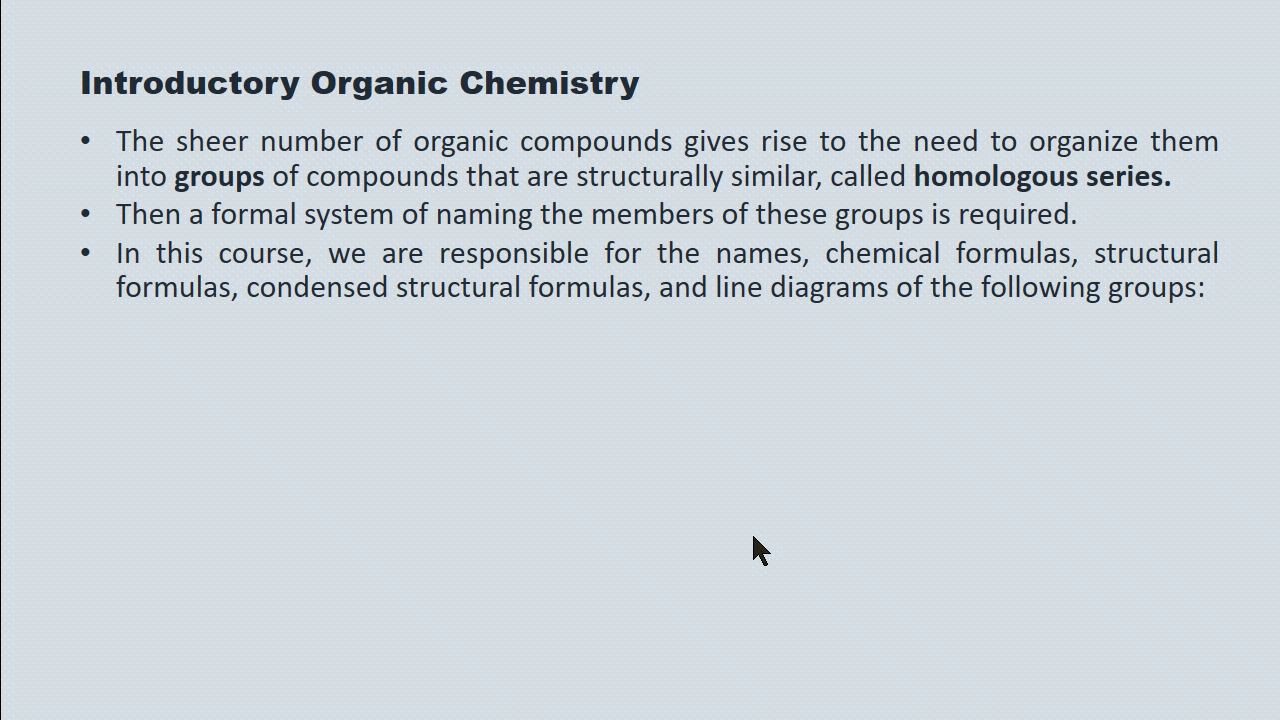 Introductory Organic Chemistry
• The sheer number of organic compounds gives rise to the need to organize them
into groups of compounds that are structurally similar, called homologous series.
• Then a formal system of naming the members of these groups is required.
• In this course, we are responsible for the names, chemical formulas, structural
formulas, condensed structural formulas, and line diagrams of the following groups: